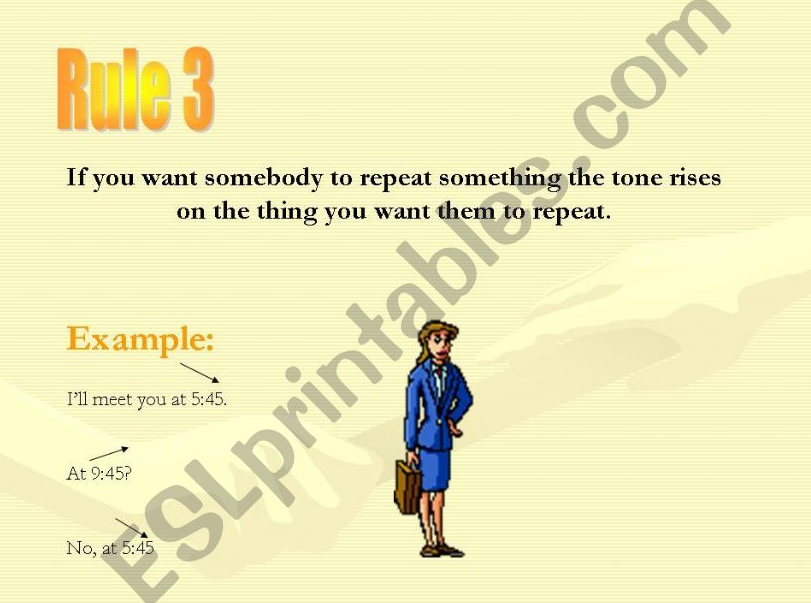 Rule 3
If you want somebody to repeat something the tone rises
on the thing you want them to repeat.
Example:
I'll meet you at 5:45.
At 9:45?
No, at 5:45
ESLprintables.com